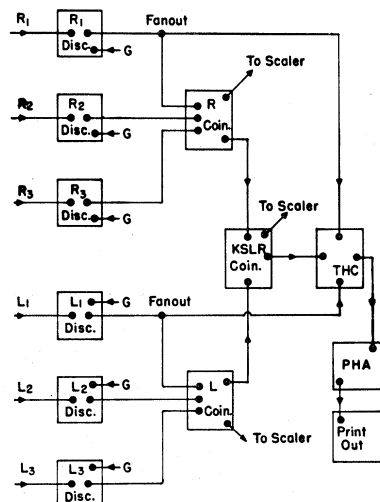 R1
R1
Disc.
G
Fanout
To Scaler
R2
R2
Disc.
G
R
Coin.
R3
R3
Disc.
G
To Scaler
KSLR
Coin.
THC
L1
L1
G
Disc.
Fanout
L2
L2
G
Disc.
L
Coin.
To Scaler
PHA
Print
Out
L3
L3
G
Disc.